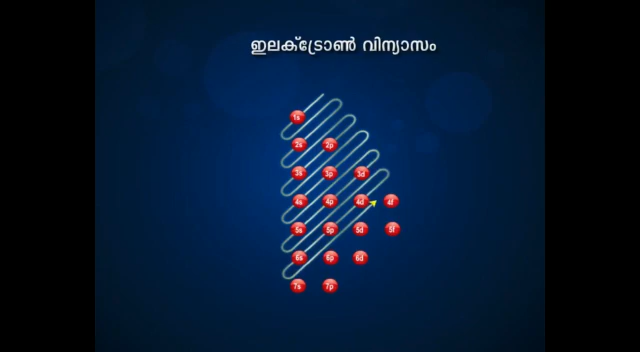 ഇലക്ട്രോൺ വിന്യാസം
1s
2s 2p
3s 3p 3d
4s 4p 4d 4f
5s 5p 5d 5f
6s 6p 6d
7s 7p